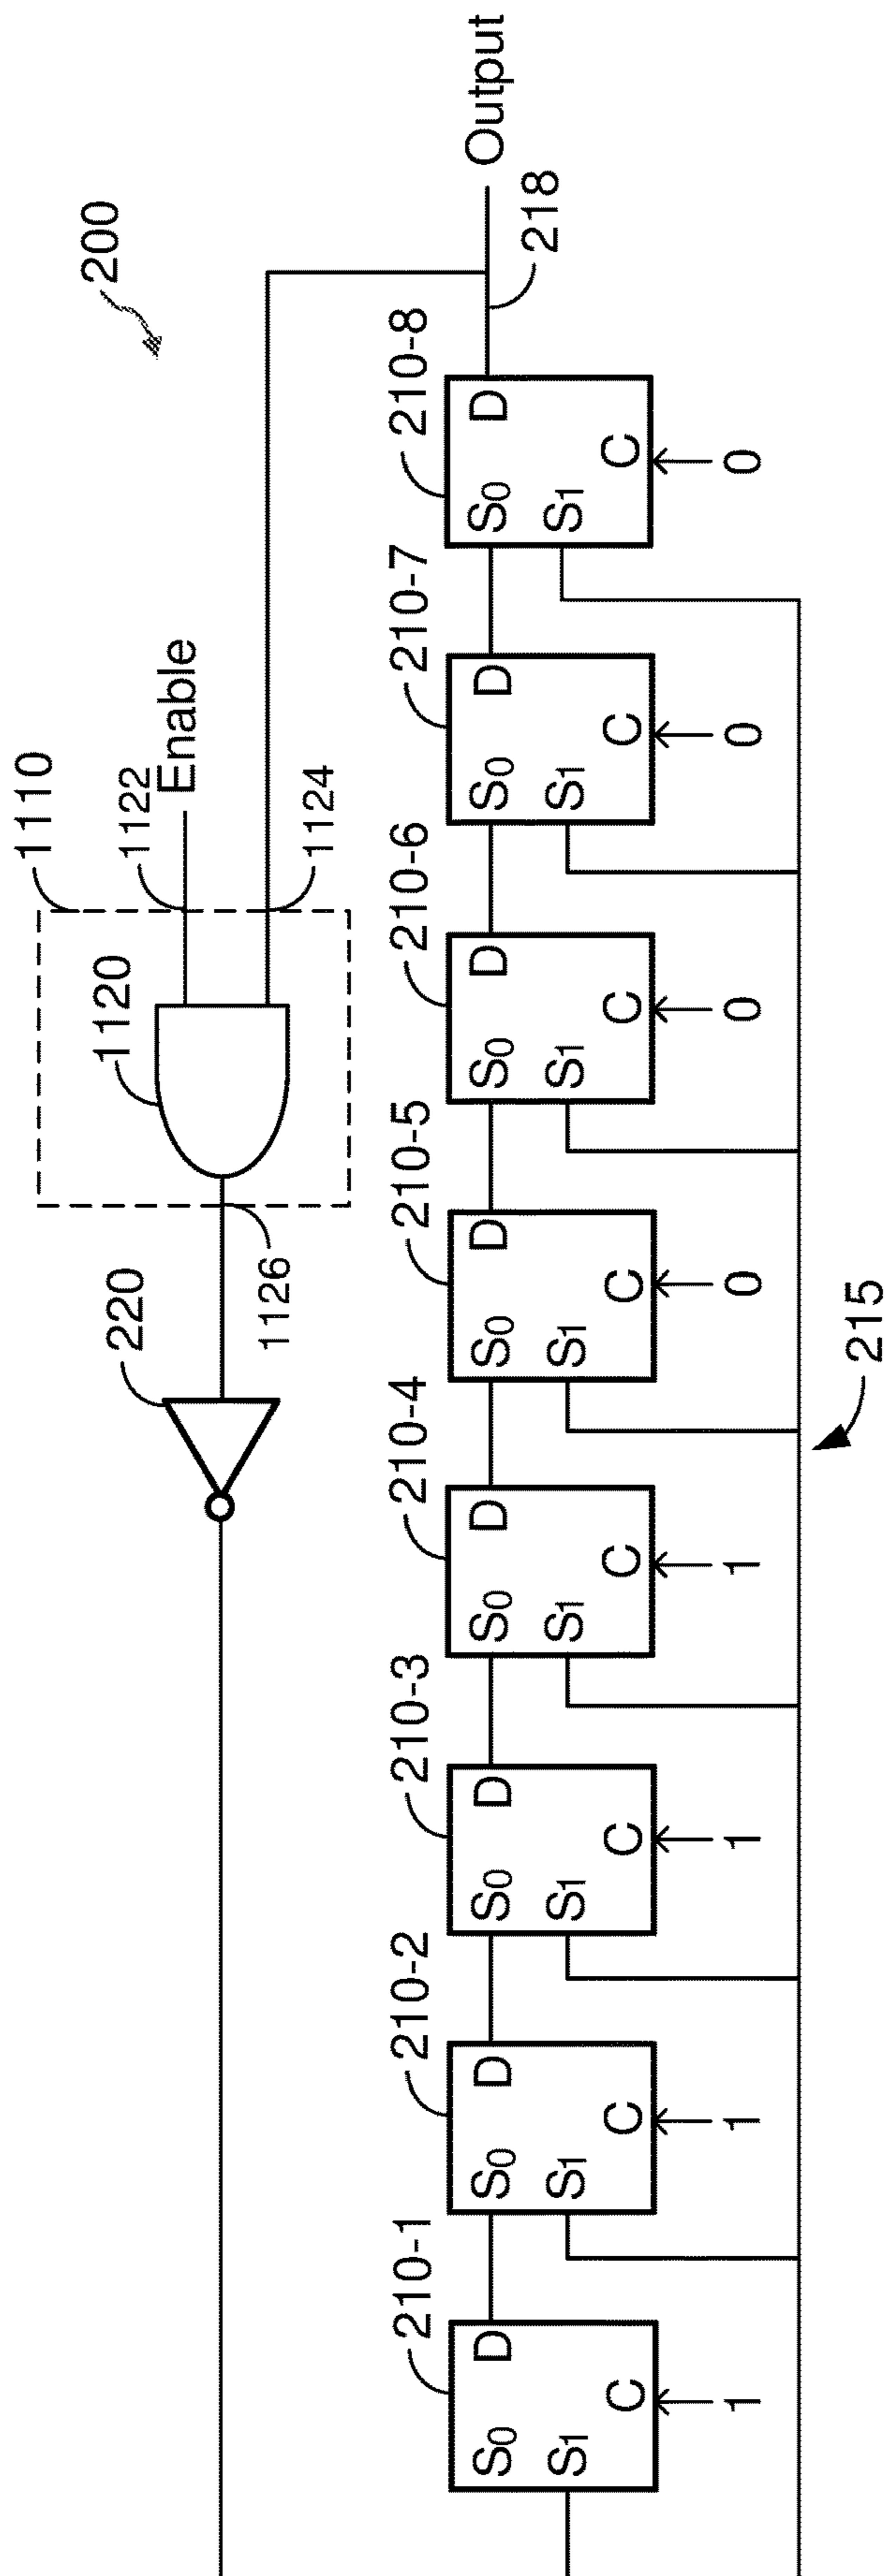 200
1110
1120
1122
Enable
1124
220
1126
210-1
210-2
210-3
210-4
210-5
210-6
210-7
210-8
S0 D
S1
C
1
S0 D
S1
C
1
S0 D
S1
C
1
S0 D
S1
C
1
S0 D
S1
C
0
S0 D
S1
C
0
S0 D
S1
C
0
S0 D
S1
C
0
Output
218
215